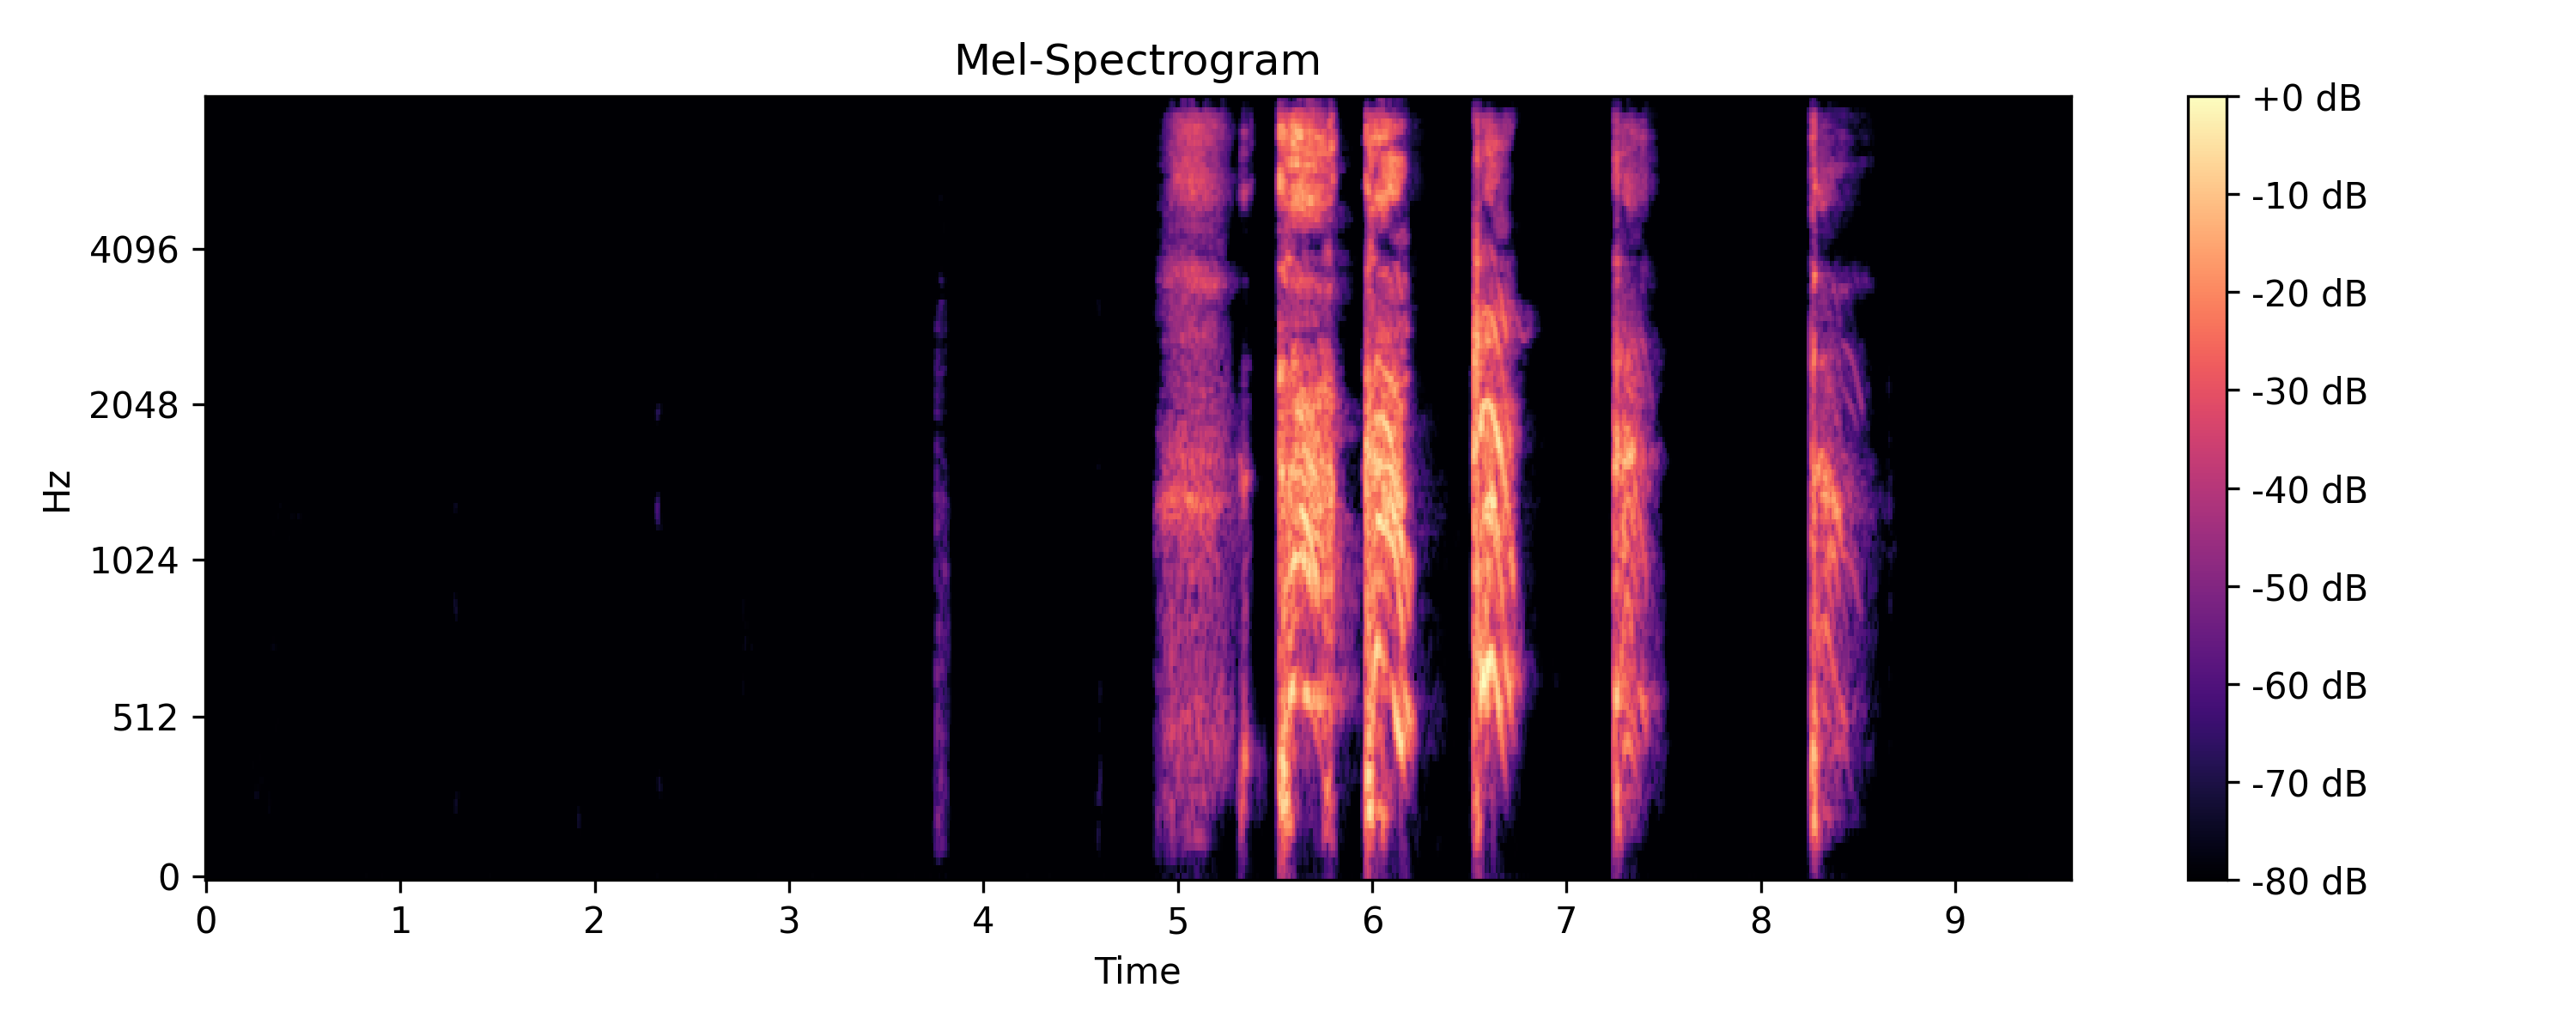 Mel-Spectrogram
+0 dB
-10 dB
-20 dB
-30 dB
-40 dB
-50 dB
-60 dB
-70 dB
-80 dB
4096
2048
1024
512
0
Hz
0 1 2 3 4 5 6 7 8 9
Time